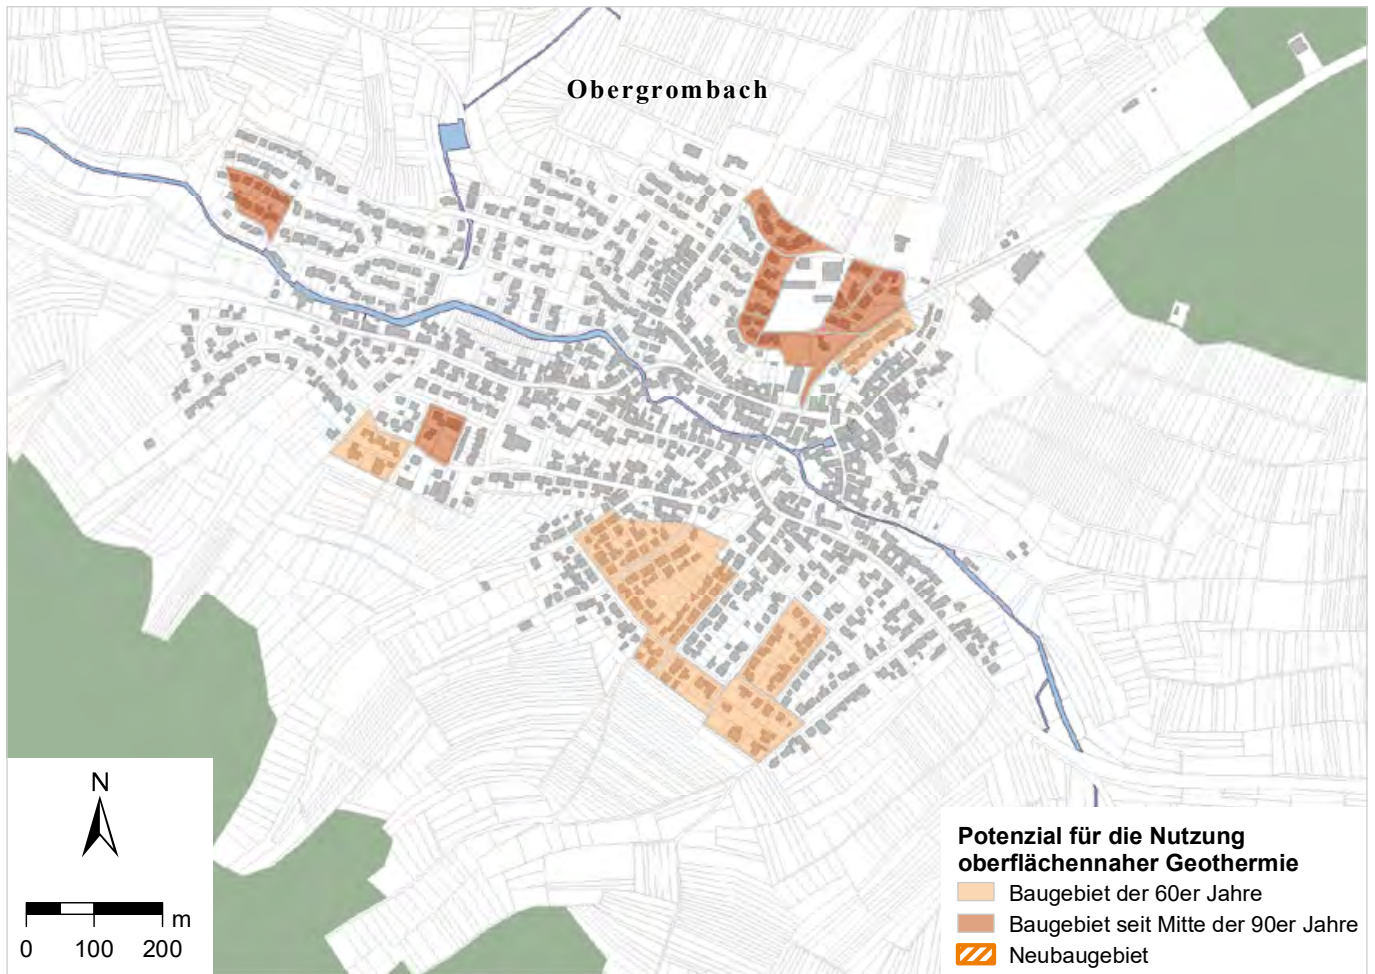 Obergrombach
N
m
0 100 200
Potenzial für die Nutzung
oberflächennaher Geothermie
Baugebiet der 60er Jahre
Baugebiet seit Mitte der 90er Jahre
Neubaugebiet